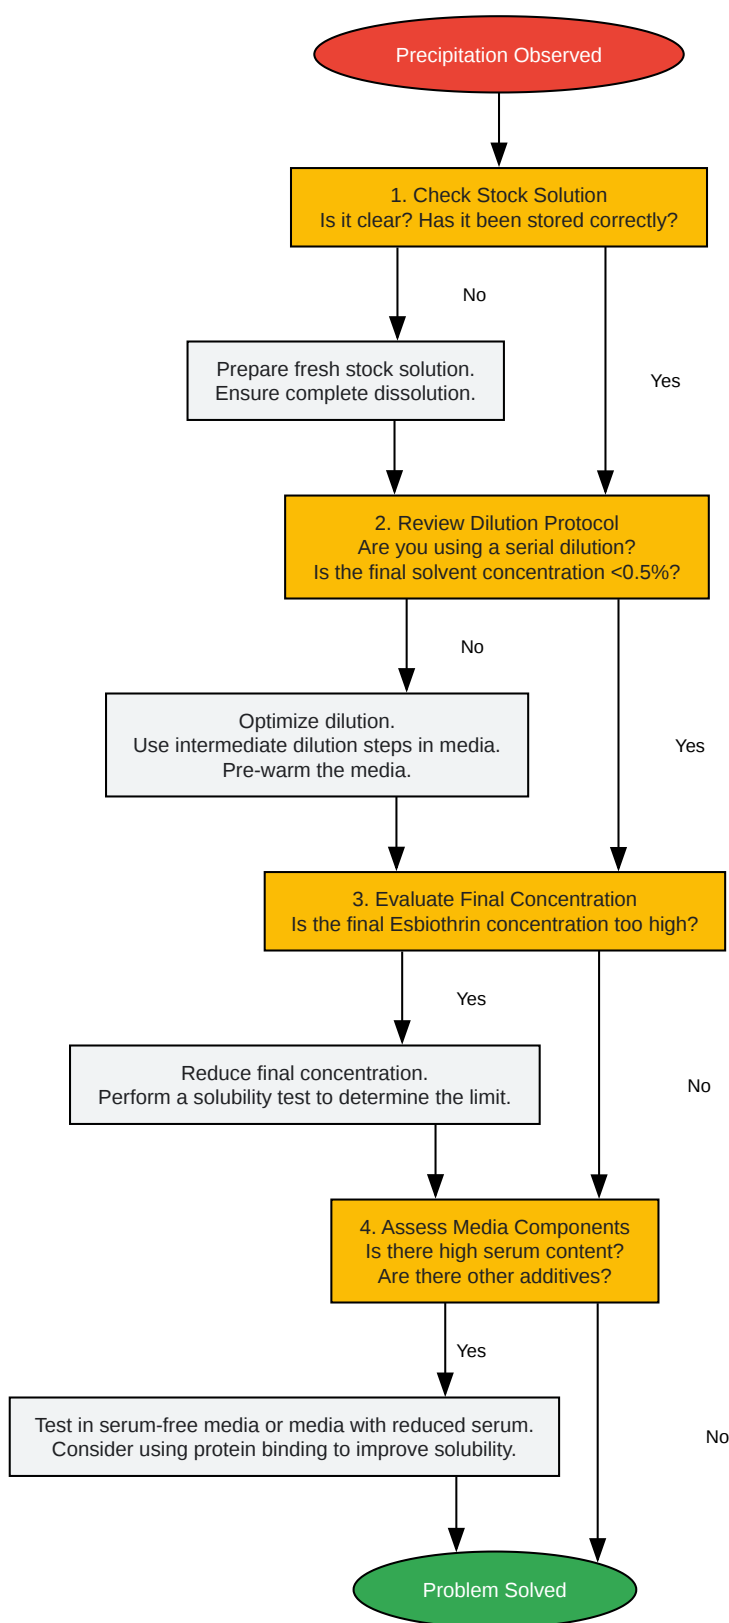 Precipitation Observed
1. Check Stock Solution
Is it clear? Has it been stored correctly?
No
Prepare fresh stock solution.
Ensure complete dissolution.
Yes
2. Review Dilution Protocol
Are you using a serial dilution?
Is the final solvent concentration <0.5%?
No
Optimize dilution.
Use intermediate dilution steps in media.
Pre-warm the media.
Yes
3. Evaluate Final Concentration
Is the final Esbiothrin concentration too high?
Yes
Reduce final concentration.
Perform a solubility test to determine the limit.
No
4. Assess Media Components
Is there high serum content?
Are there other additives?
Yes
Test in serum-free media or media with reduced serum.
Consider using protein binding to improve solubility.
No
Problem Solved